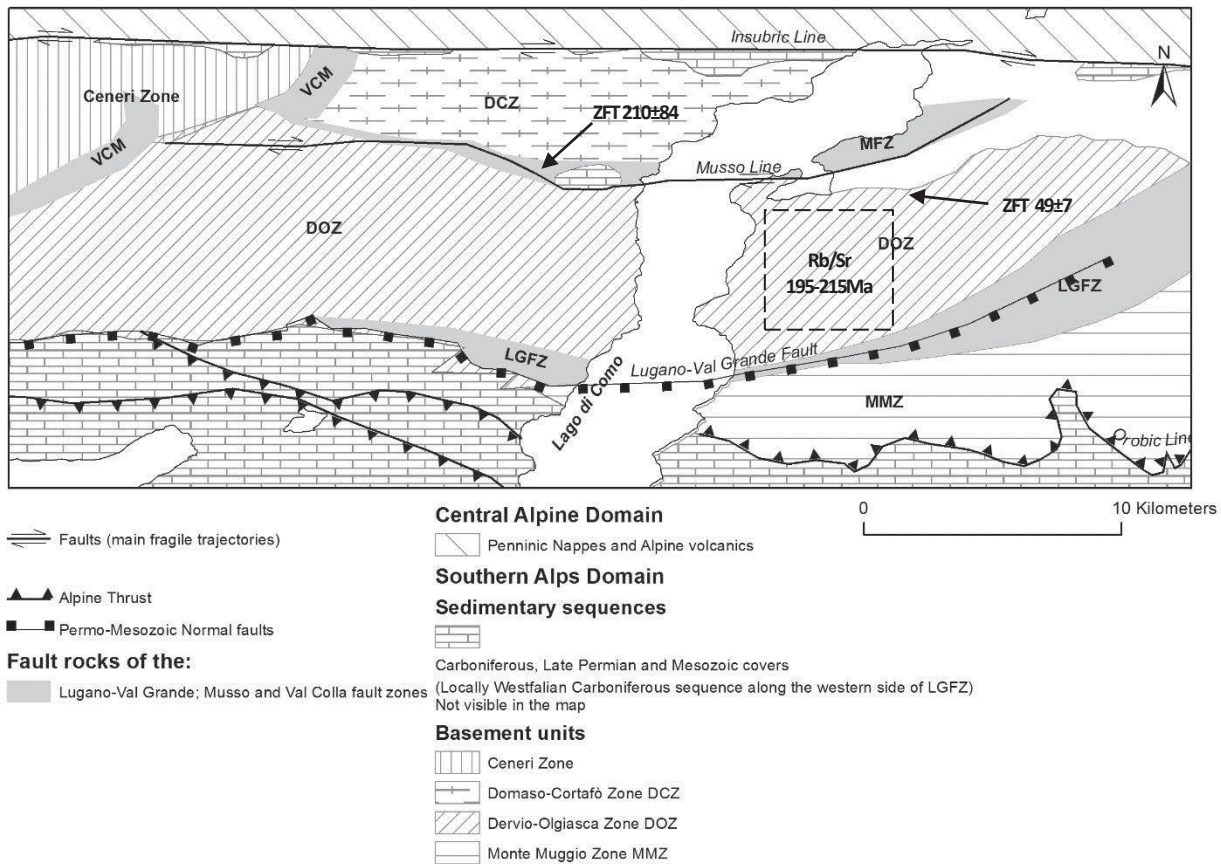 Insubric Line
N
Ceneri Zone
VCM
DCZ
ZFT 210±84
VCM
MFZ
Musso Line
ZFT 49±7
DOZ
DOZ
Rb/Sr
195-215Ma
LGFZ
LGFZ
Lugano-Val Grande Fault
Lago di Como
MMZ
Orobic Line
0
10 Kilometers
Faults (main fragile trajectories)
Alpine Thrust
Permo-Mesozoic Normal faults
Fault rocks of the:
Lugano-Val Grande; Musso and Val Colla fault zones
Central Alpine Domain
Penninic Nappes and Alpine volcanics
Southern Alps Domain
Sedimentary sequences
Carboniferous, Late Permian and Mesozoic covers
(Locally Westfalian Carboniferous sequence along the western side of LGFZ)
Not visible in the map
Basement units
Ceneri Zone
Domaso-Cortafò Zone DCZ
Dervio-Olgiasca Zone DOZ
Monte Muggio Zone MMZ